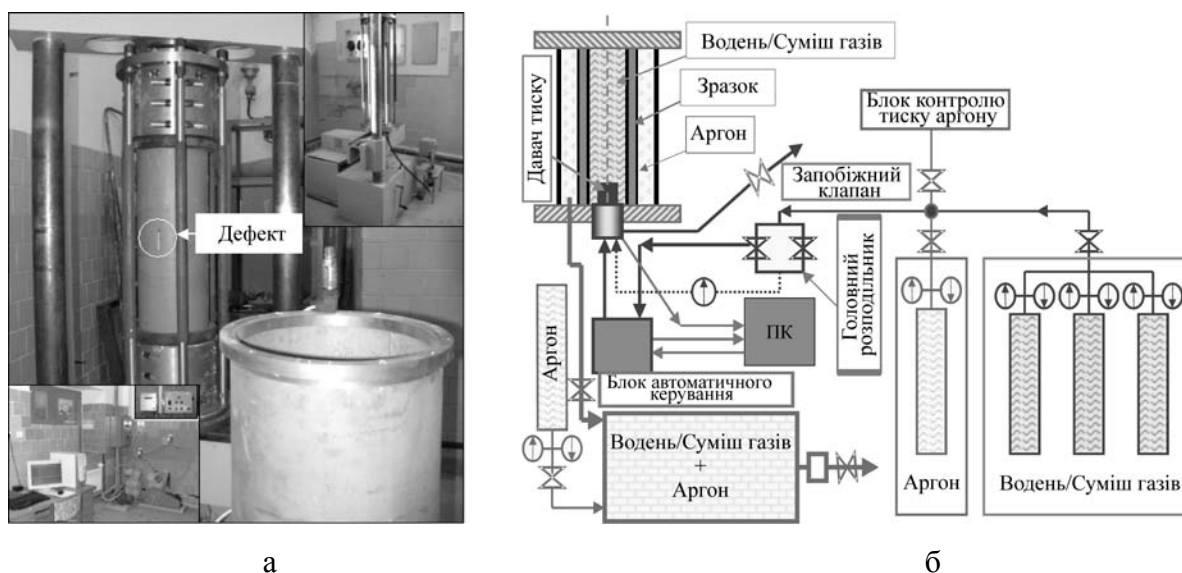 Дефект
Водень/Суміш газів
Зразок
Давач тиску
Аргон
Блок контролю
тиску аргону
Запобіжний
клапан
Головний
розподільник
Аргон
ПК
Блок автоматичного
керування
Водень/Суміш газів
+
Аргон
Аргон
Водень/Суміш газів
а
б